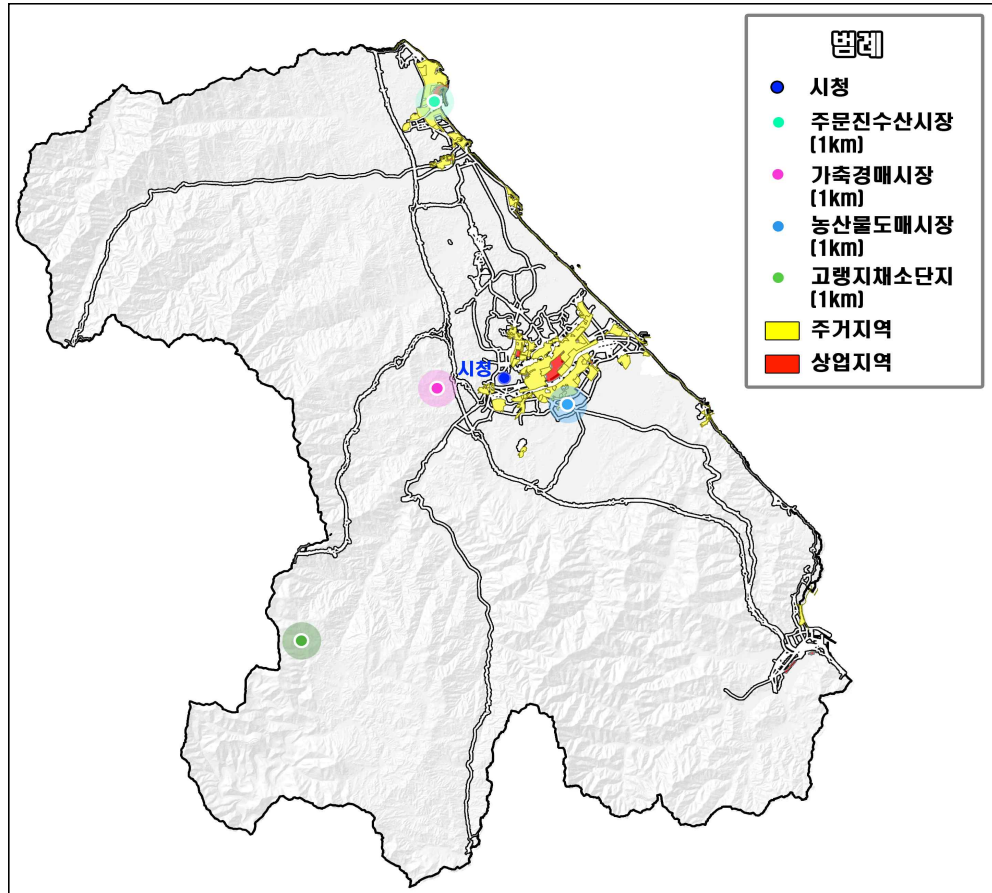 범례
시청
주문진수산시장
(1km)
가축경매시장
(1km)
농산물도매시장
(1km)
고랭지채소단지
(1km)
주거지역
상업지역
시청